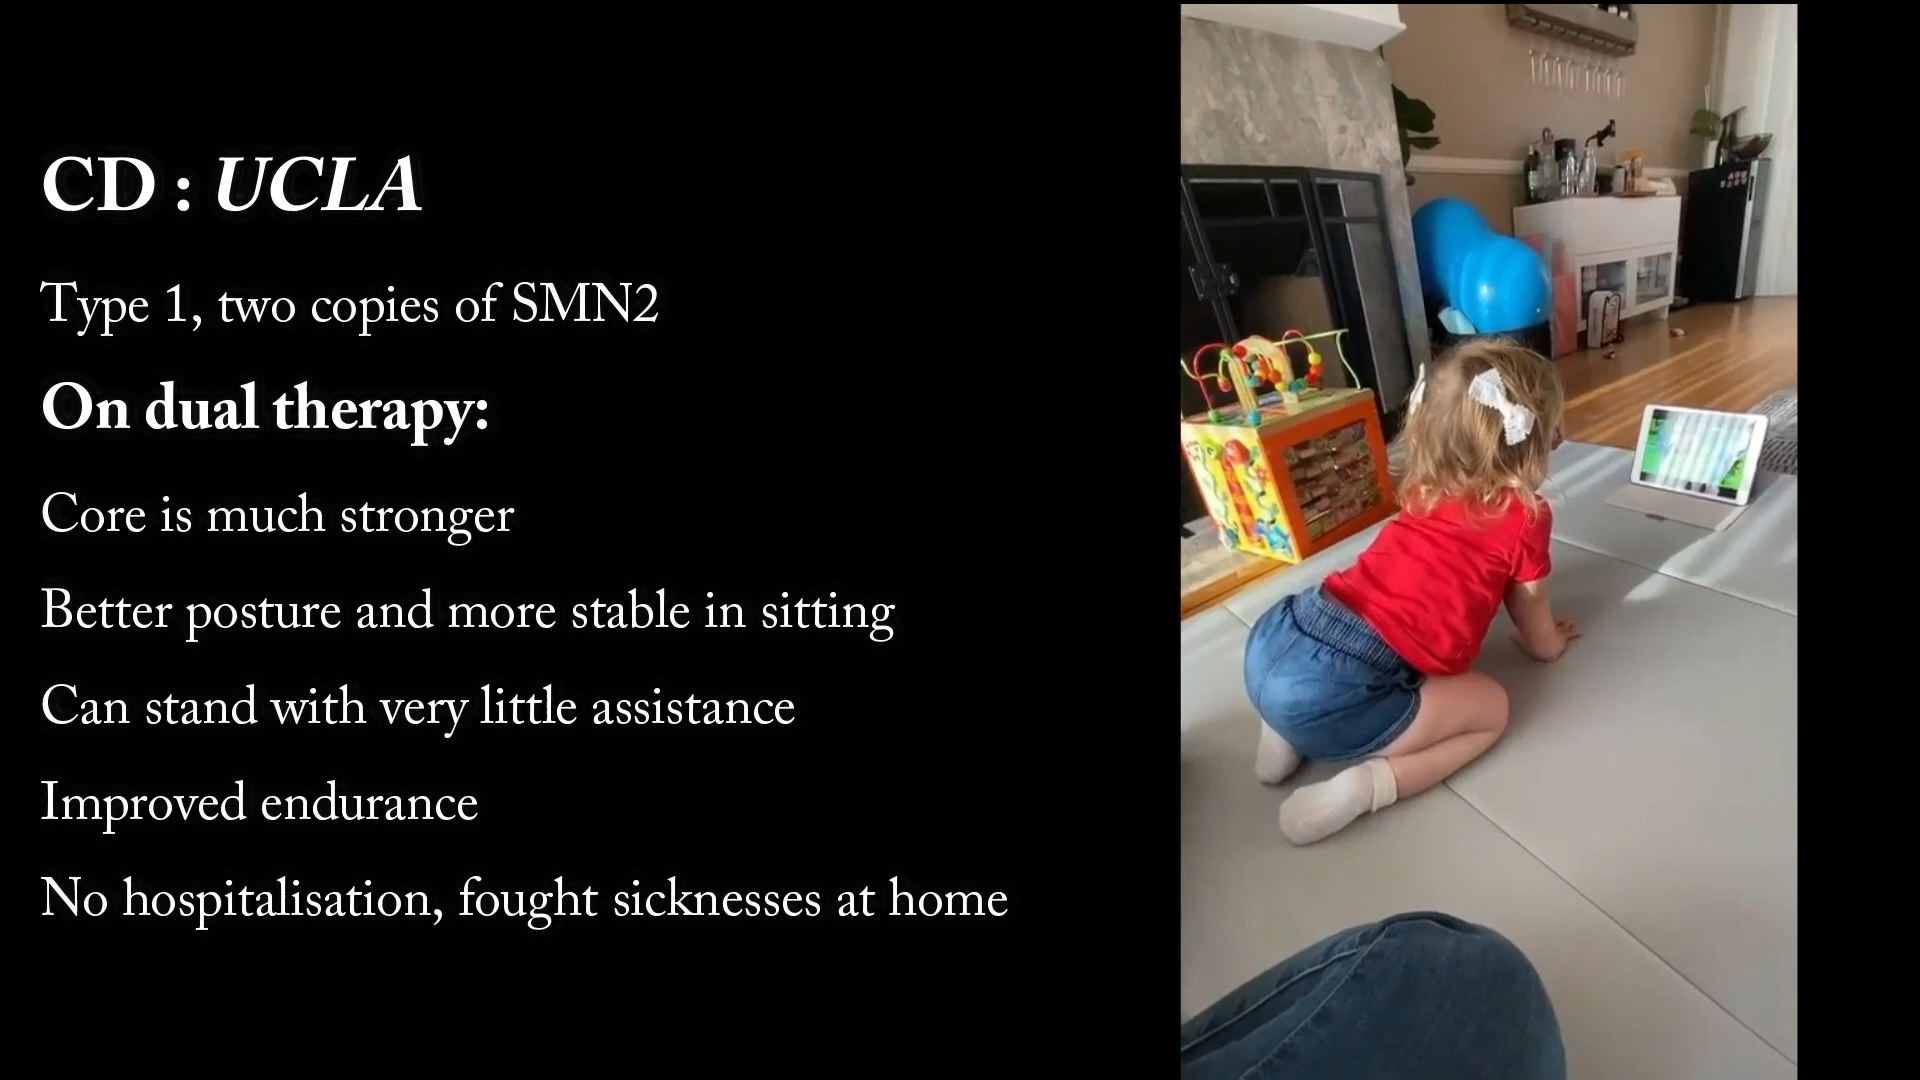 CD : UCLA
Type 1, two copies of SMN2
On dual therapy:
Core is much stronger
Better posture and more stable in sitting
Can stand with very little assistance
Improved endurance
No hospitalisation, fought sicknesses at home